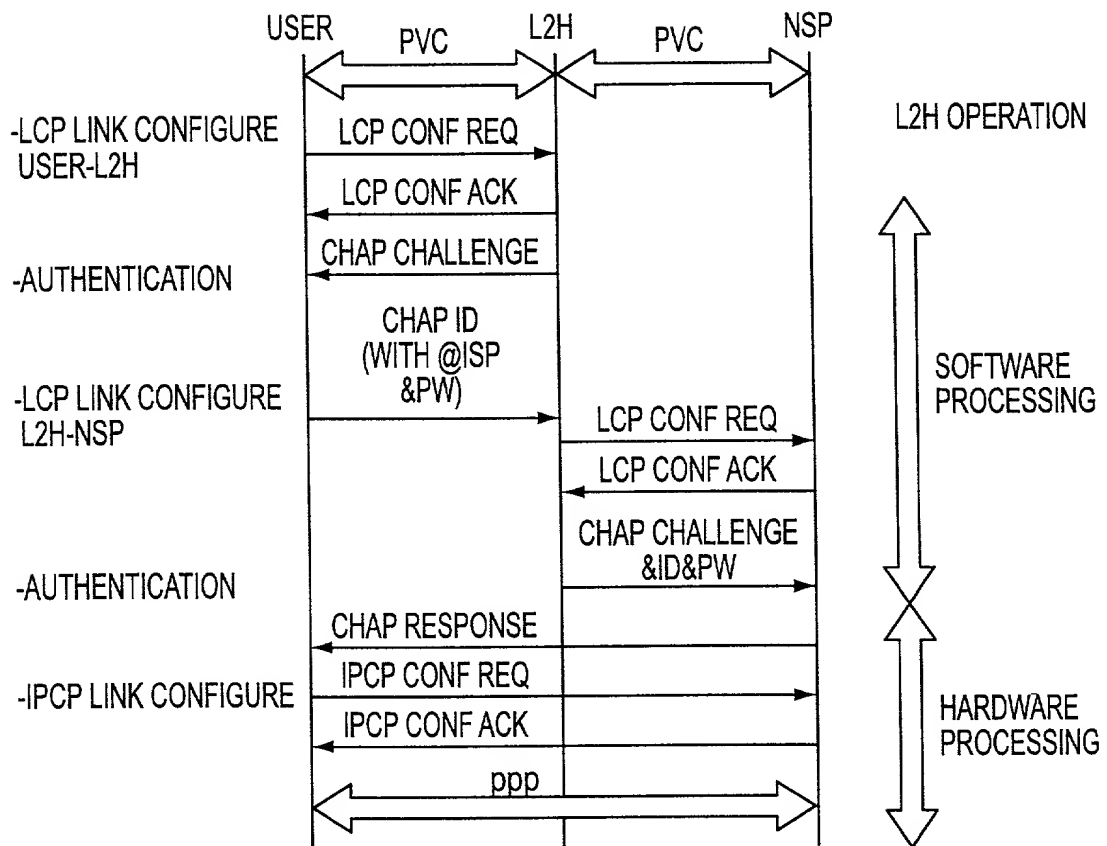 USER L2H NSP
PVC PVC
L2H OPERATION
-LCP LINK CONFIGURE
USER-L2H
LCP CONF REQ
LCP CONF ACK
CHAP CHALLENGE
-AUTHENTICATION
CHAP ID
(WITH @ISP
&PW)
-LCP LINK CONFIGURE
L2H-NSP
SOFTWARE
PROCESSING
LCP CONF REQ
LCP CONF ACK
CHAP CHALLENGE
&ID&PW
-AUTHENTICATION
CHAP RESPONSE
-IPCP LINK CONFIGURE
IPCP CONF REQ
IPCP CONF ACK
HARDWARE
PROCESSING
ppp